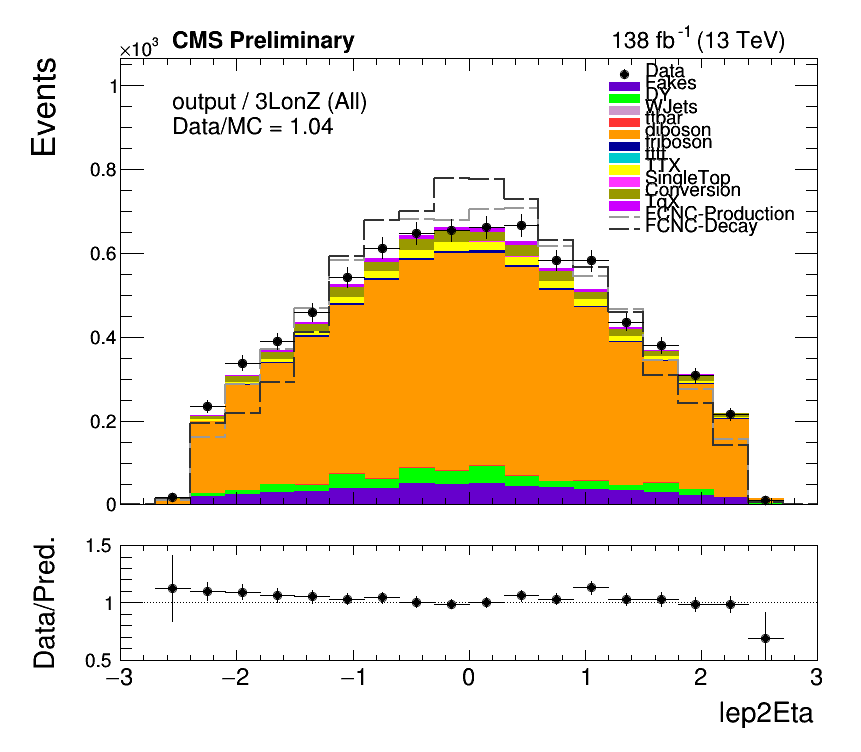 ×10³ CMS Preliminary 138 fb⁻¹ (13 TeV)
Events
1
0.8
0.6
0.4
0.2
0
output / 3LonZ (All)
Data/MC = 1.04
Data
Fakes
DY
WJets
ttbar
diboson
triboson
tttt
TTX
SingleTop
Conversion
TqX
FCNC-Production
FCNC-Decay
Data/Pred.
1.5
1
0.5
−3 −2 −1 0 1 2 3
lep2Eta